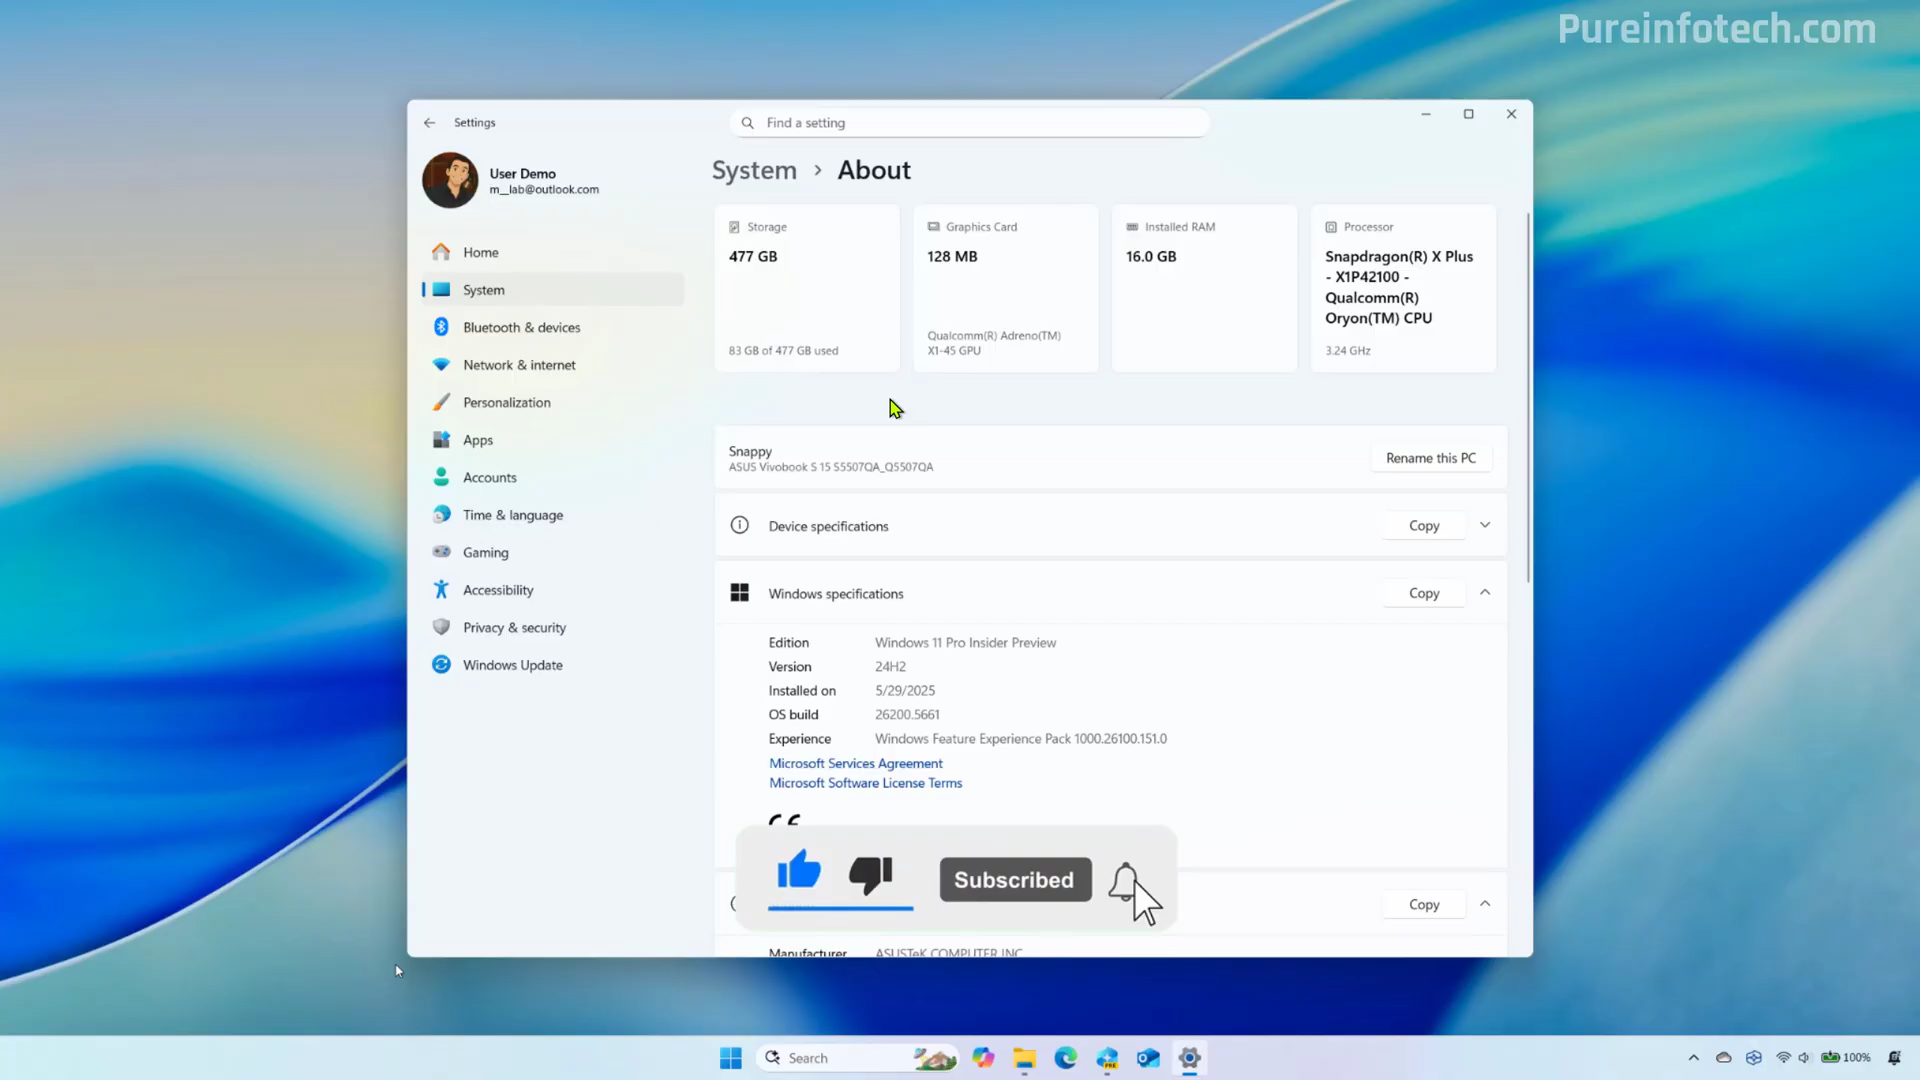 Pureinfotech.com
Settings
Find a setting
User Demo
m__lab@outlook.com
System › About
Home
System
Bluetooth & devices
Network & internet
Personalization
Apps
Accounts
Time & language
Gaming
Accessibility
Privacy & security
Windows Update
Storage
477 GB
83 GB of 477 GB used
Graphics Card
128 MB
Qualcomm(R) Adreno(TM)
X1-45 GPU
Installed RAM
16.0 GB
Processor
Snapdragon(R) X Plus
- X1P42100 -
Qualcomm(R)
Oryon(TM) CPU
3.24 GHz
Snappy
ASUS Vivobook S 15 S5507QA_Q5507QA
Rename this PC
Device specifications
Copy
Windows specifications
Copy
Edition Windows 11 Pro Insider Preview
Version 24H2
Installed on 5/29/2025
OS build 26200.5661
Experience Windows Feature Experience Pack 1000.26100.151.0
Microsoft Services Agreement
Microsoft Software License Terms
Subscribed
Copy
Manufacturer ASUSTeK COMPUTER INC.
Search
PRE
100%